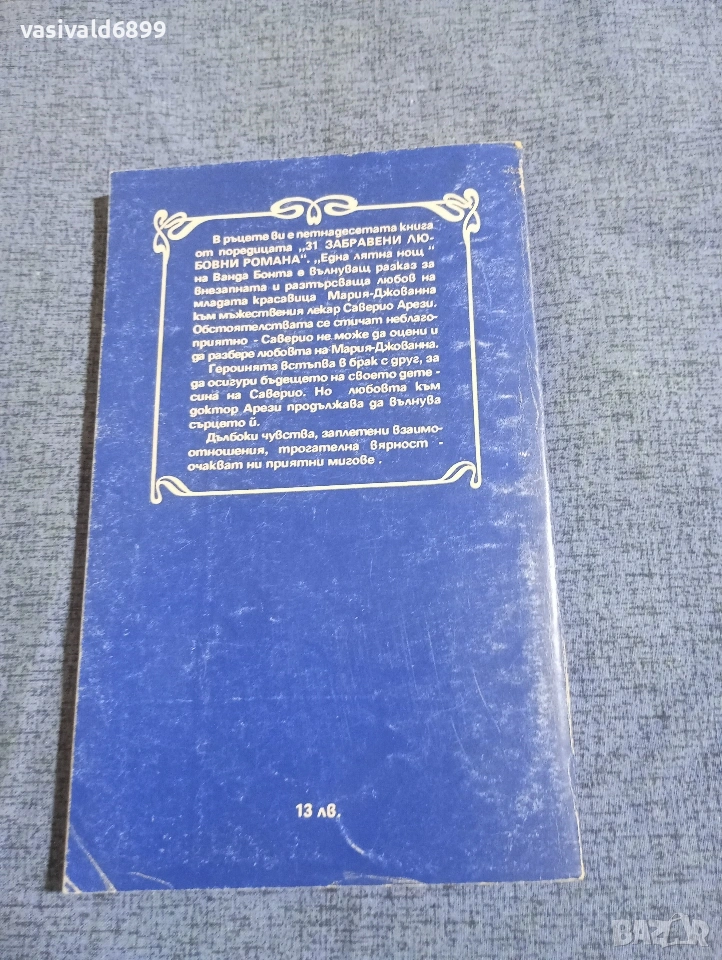 vasivald6899
В ръцете ви е петнадесетата книга
от поредицата „31 ЗАБРАВЕНИ ЛЮ-
БОВНИ РОМАНА". „Една лятна нощ"
на Ванда Бонта е вълнуващ разказ за
внезапната и разтърсваща любов на
младата красавица Мария-Джованна
към мъжествения лекар Саверио Арези.
Обстоятелствата се стичат неблаго-
приятно - Саверио не може да оцени и
да разбере любовта на Мария-Джованна.
Героинята встъпва в брак с друг, за
да осигури бъдещето на своето дете -
сина на Саверио. Но любовта към
доктор Арези продължава да вълнува
сърцето й.
Дълбоки чувства, заплетени взаимо-
отношения, трогателна вярност -
очакват ни приятни мигове .
13 лв.
BAZAR